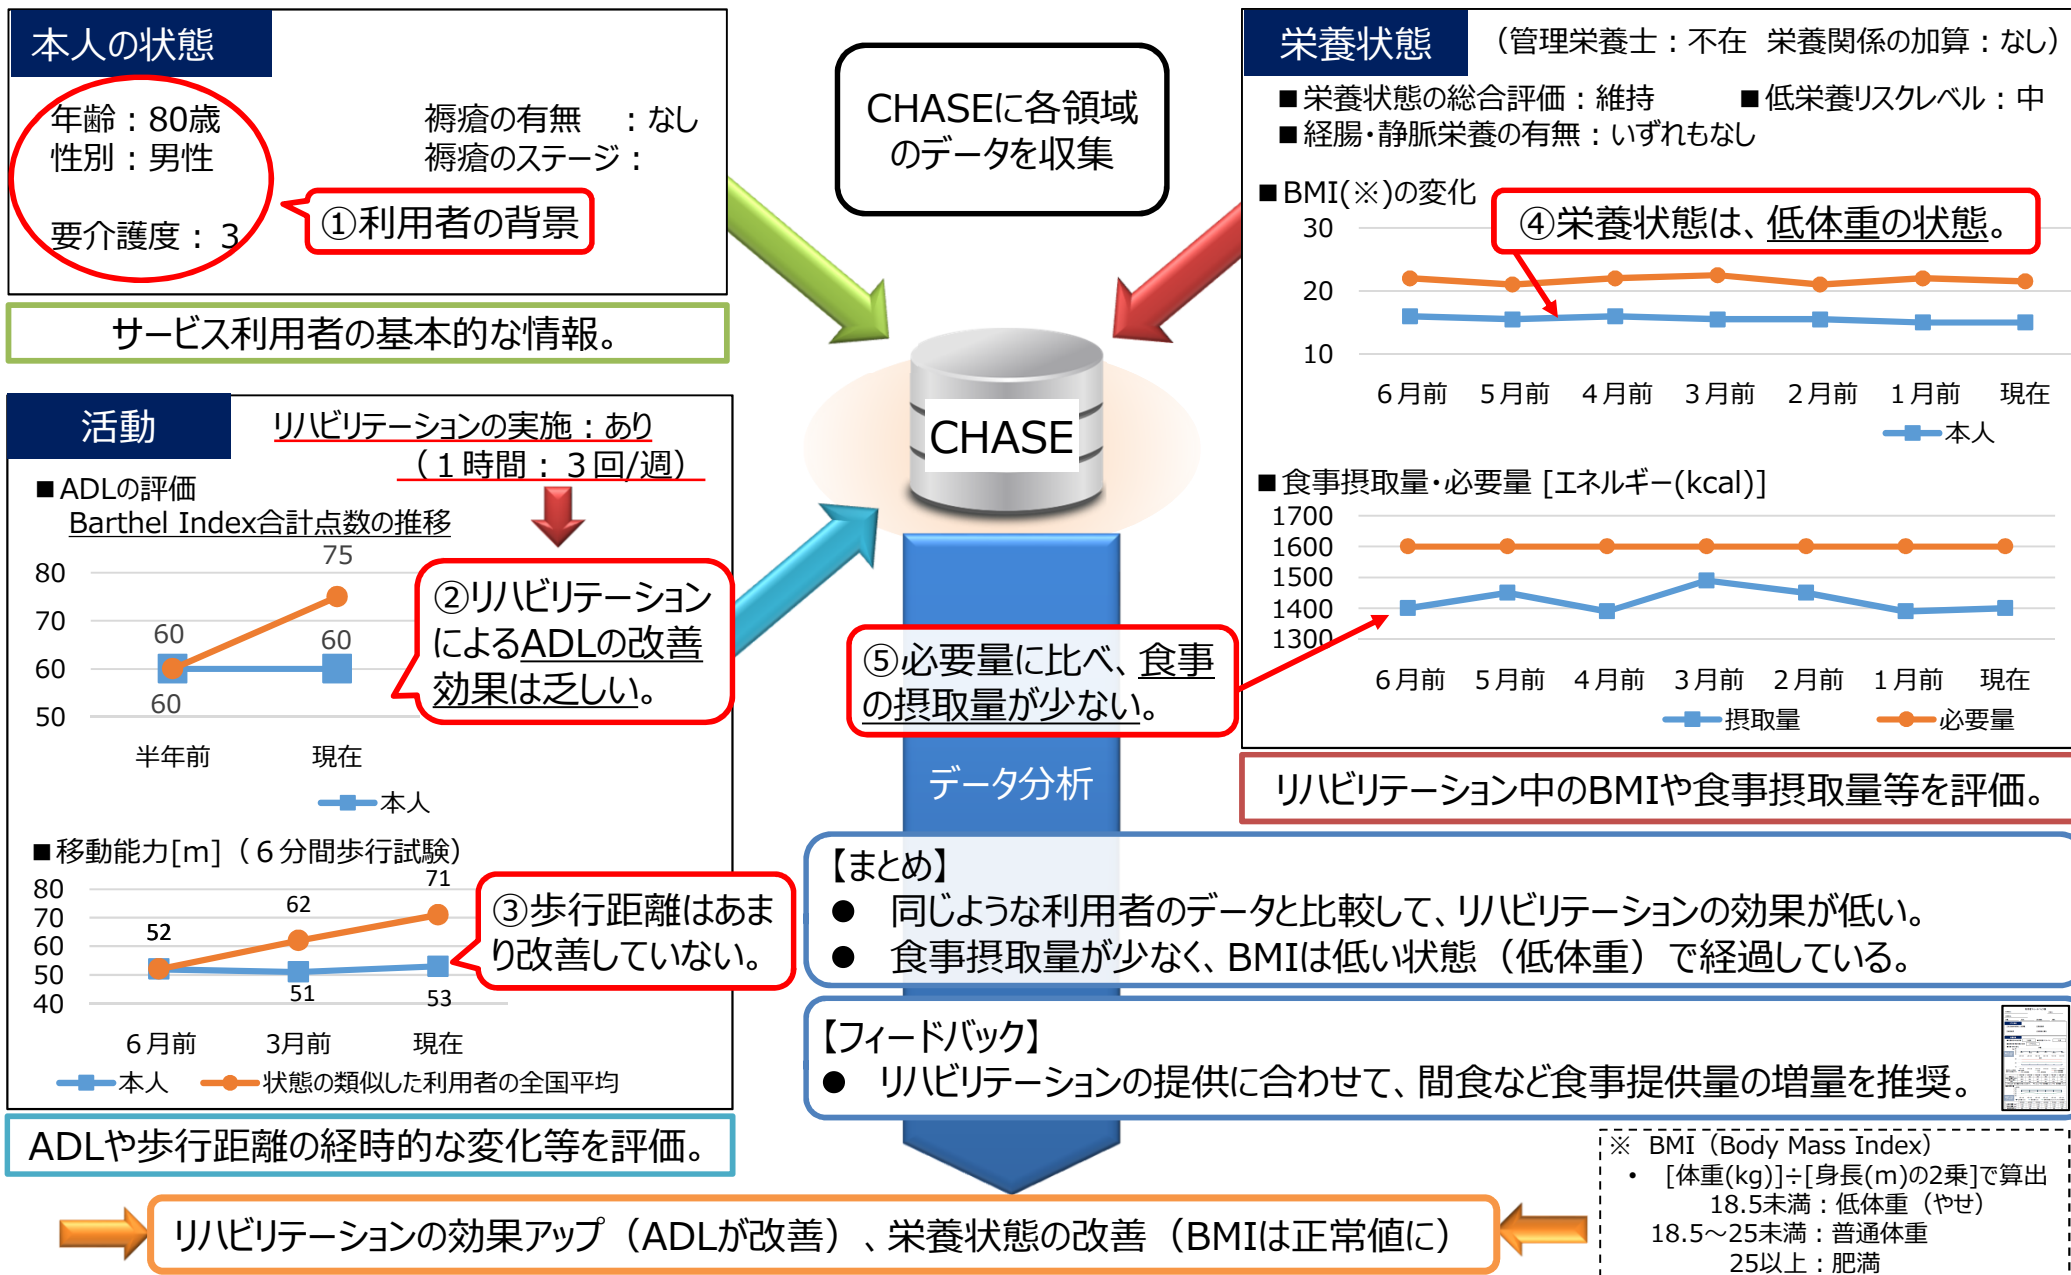 本人の状態
年齢：80歳
性別：男性
要介護度：3
褥瘡の有無　：なし
褥瘡のステージ：
①利用者の背景
サービス利用者の基本的な情報。
CHASEに各領域
のデータを収集
CHASE
栄養状態
（管理栄養士：不在 栄養関係の加算：なし）
■栄養状態の総合評価：維持
■低栄養リスクレベル：中
■経腸・静脈栄養の有無：いずれもなし
■BMI(※)の変化
④栄養状態は、低体重の状態。
30
20
10
６月前 ５月前 ４月前 ３月前 ２月前 １月前 現在
本人
■食事摂取量・必要量 [エネルギー(kcal)]
1700
1600
1500
1400
1300
６月前 ５月前 ４月前 ３月前 ２月前 １月前 現在
摂取量 必要量
⑤必要量に比べ、食事
の摂取量が少ない。
リハビリテーション中のBMIや食事摂取量等を評価。
活動
リハビリテーションの実施：あり
（１時間：３回/週）
■ADLの評価
Barthel Index合計点数の推移
80
70
60
50
60
60
75
60
半年前 現在
本人
②リハビリテーション
によるADLの改善
効果は乏しい。
■移動能力[m]（６分間歩行試験）
80
70
60
50
40
52
62
71
51
53
６月前 3月前 現在
本人 状態の類似した利用者の全国平均
③歩行距離はあま
り改善していない。
ADLや歩行距離の経時的な変化等を評価。
データ分析
【まとめ】
● 同じような利用者のデータと比較して、リハビリテーションの効果が低い。
● 食事摂取量が少なく、BMIは低い状態（低体重）で経過している。
【フィードバック】
● リハビリテーションの提供に合わせて、間食など食事提供量の増量を推奨。
リハビリテーションの効果アップ（ADLが改善）、栄養状態の改善（BMIは正常値に）
※ BMI（Body Mass Index）
・ [体重(kg)]÷[身長(m)の2乗]で算出
18.5未満：低体重（やせ）
18.5～25未満：普通体重
25以上：肥満